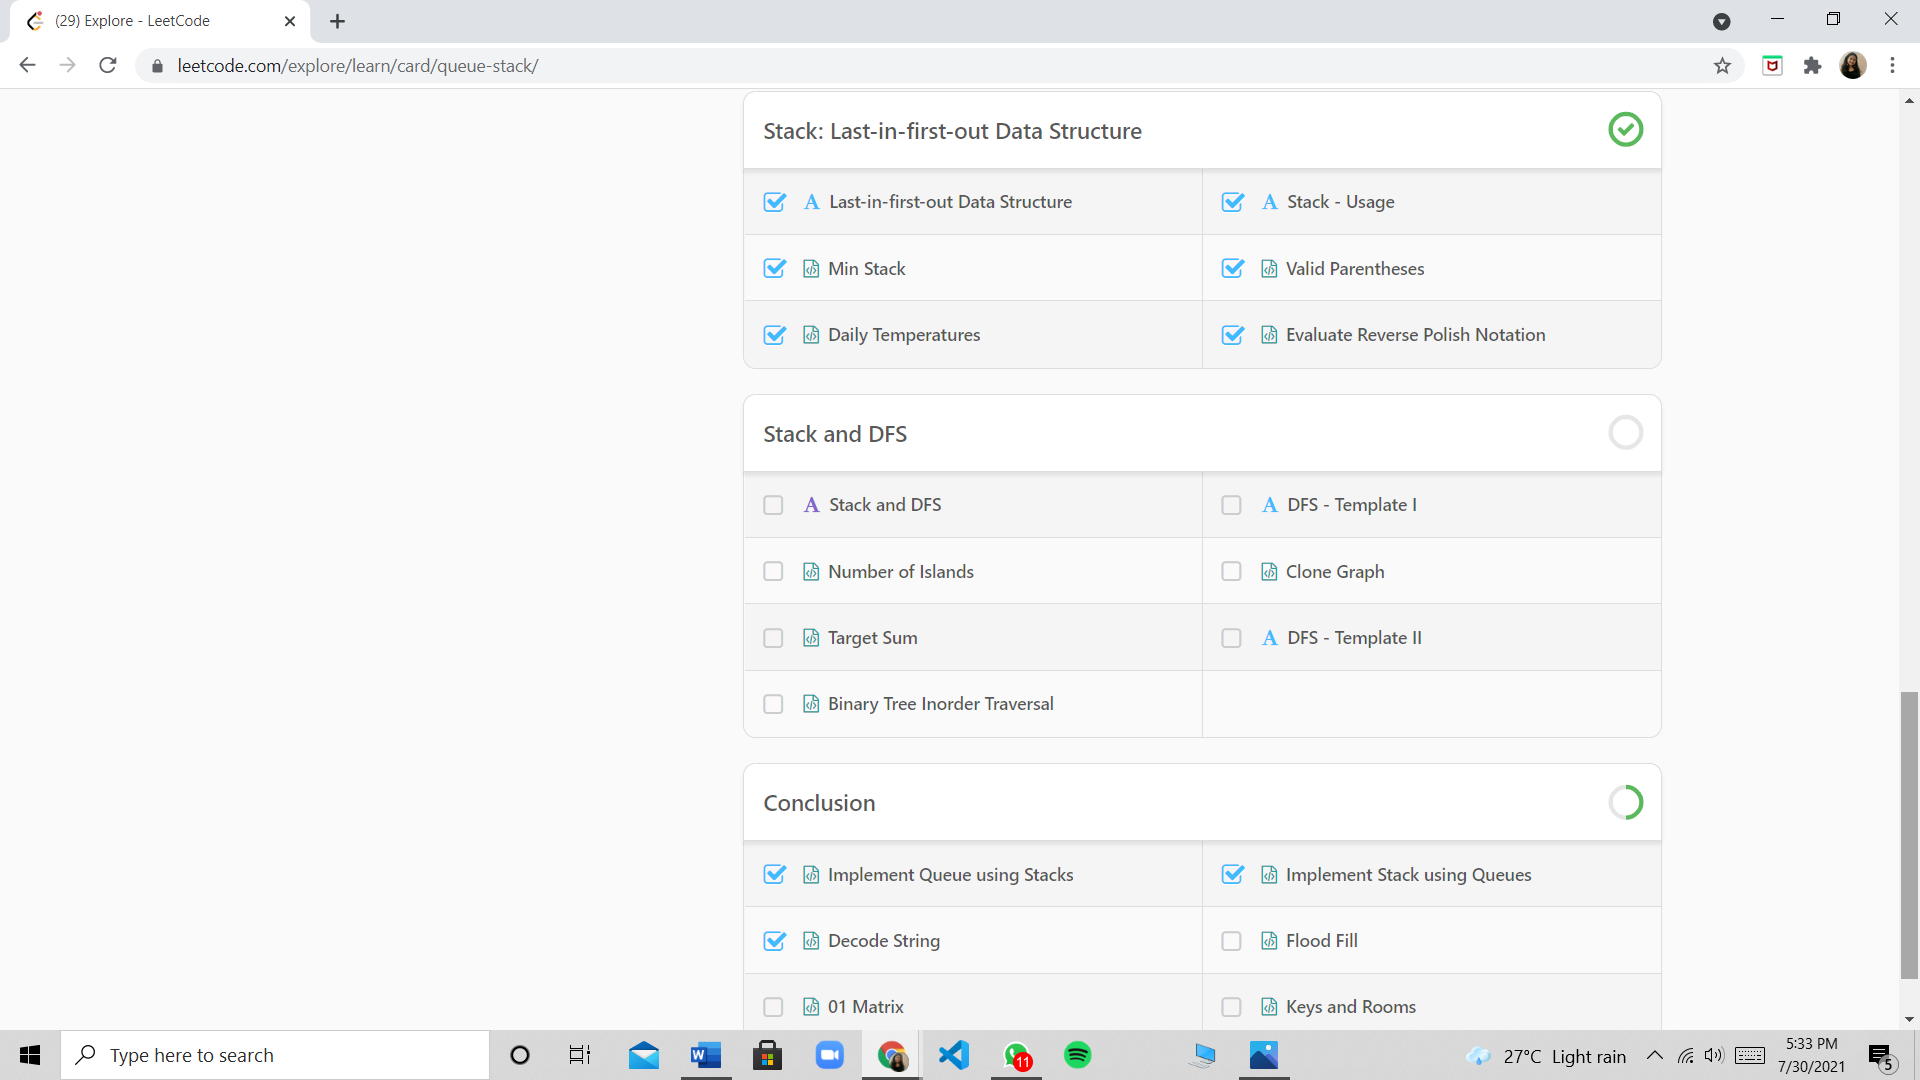 (29) Explore - LeetCode
leetcode.com/explore/learn/card/queue-stack/
Stack: Last-in-first-out Data Structure
A Last-in-first-out Data Structure
A Stack - Usage
Min Stack
Valid Parentheses
Daily Temperatures
Evaluate Reverse Polish Notation
Stack and DFS
A Stack and DFS
A DFS - Template I
Number of Islands
Clone Graph
Target Sum
A DFS - Template II
Binary Tree Inorder Traversal
Conclusion
Implement Queue using Stacks
Implement Stack using Queues
Decode String
Flood Fill
01 Matrix
Keys and Rooms
Type here to search
W
11
27°C Light rain
5:33 PM
7/30/2021
5